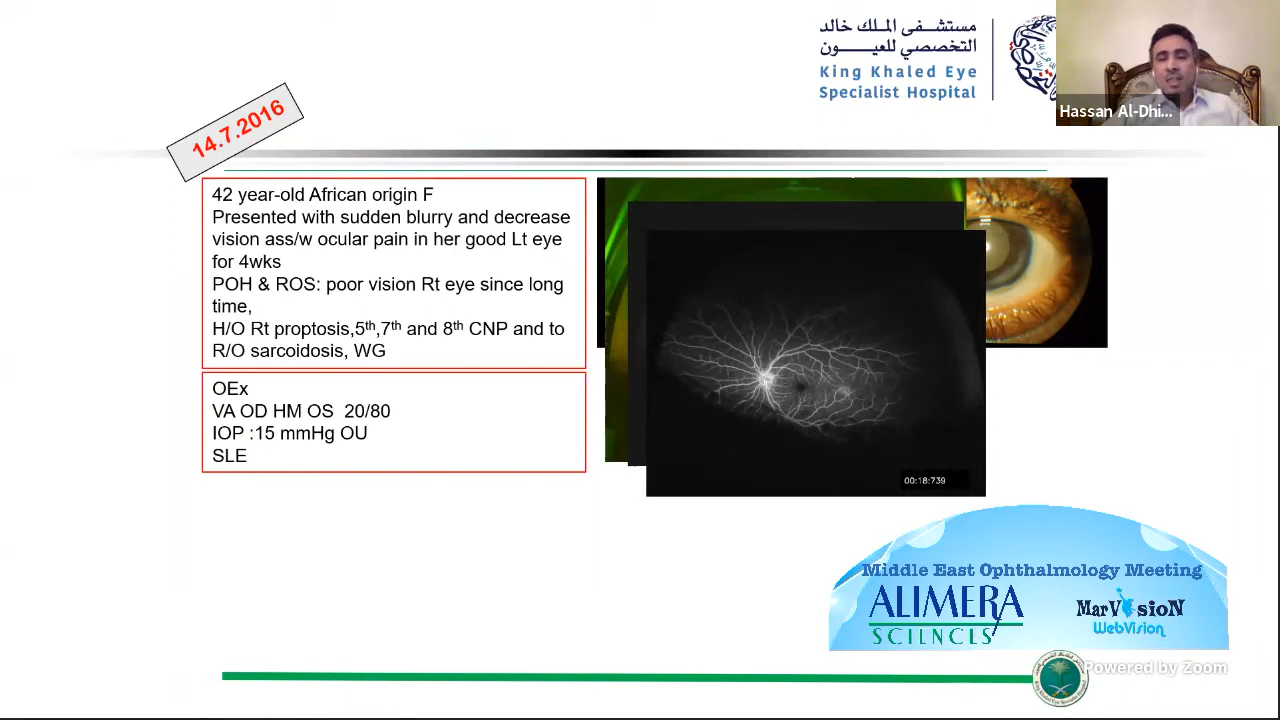 مستشفى الملك خالد
التخصصي للعيون
King Khaled Eye
Specialist Hospital
Hassan Al-Dhi...
14.7.2016
42 year-old African origin F
Presented with sudden blurry and decrease
vision ass/w ocular pain in her good Lt eye
for 4wks
POH & ROS: poor vision Rt eye since long
time,
H/O Rt proptosis,5th,7th and 8th CNP and to
R/O sarcoidosis, WG
OEx
VA OD HM OS 20/80
IOP :15 mmHg OU
SLE
00:18:739
Middle East Ophthalmology Meeting
ALIMERA
SCILNCLS
MarVisioN
WebVision
Powered by Zoom